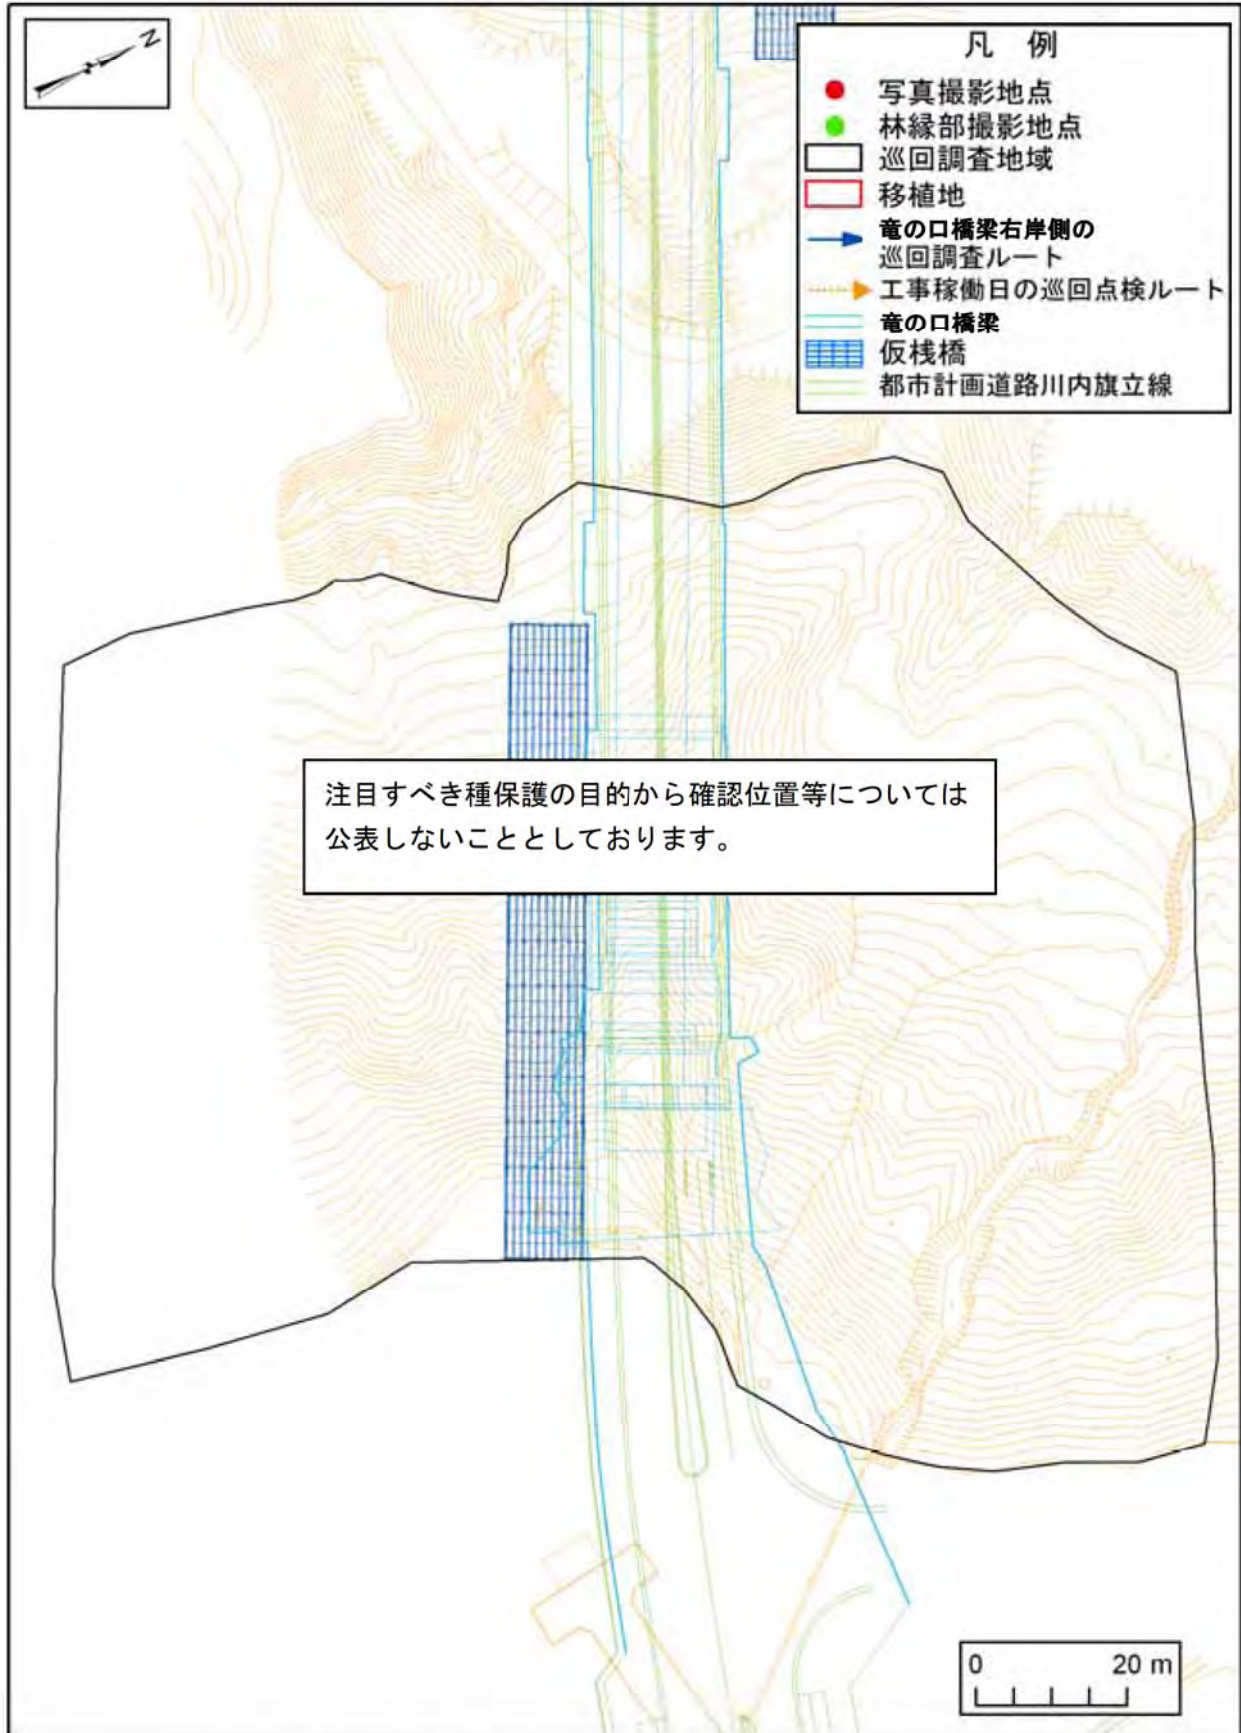 N
凡 例
写真撮影地点
林縁部撮影地点
巡回調査地域
移植地
竜の口橋梁右岸側の
巡回調査ルート
工事稼働日の巡回点検ルート
竜の口橋梁
仮桟橋
都市計画道路川内旗立線
注目すべき種保護の目的から確認位置等については
公表しないこととしております。
0 20 m